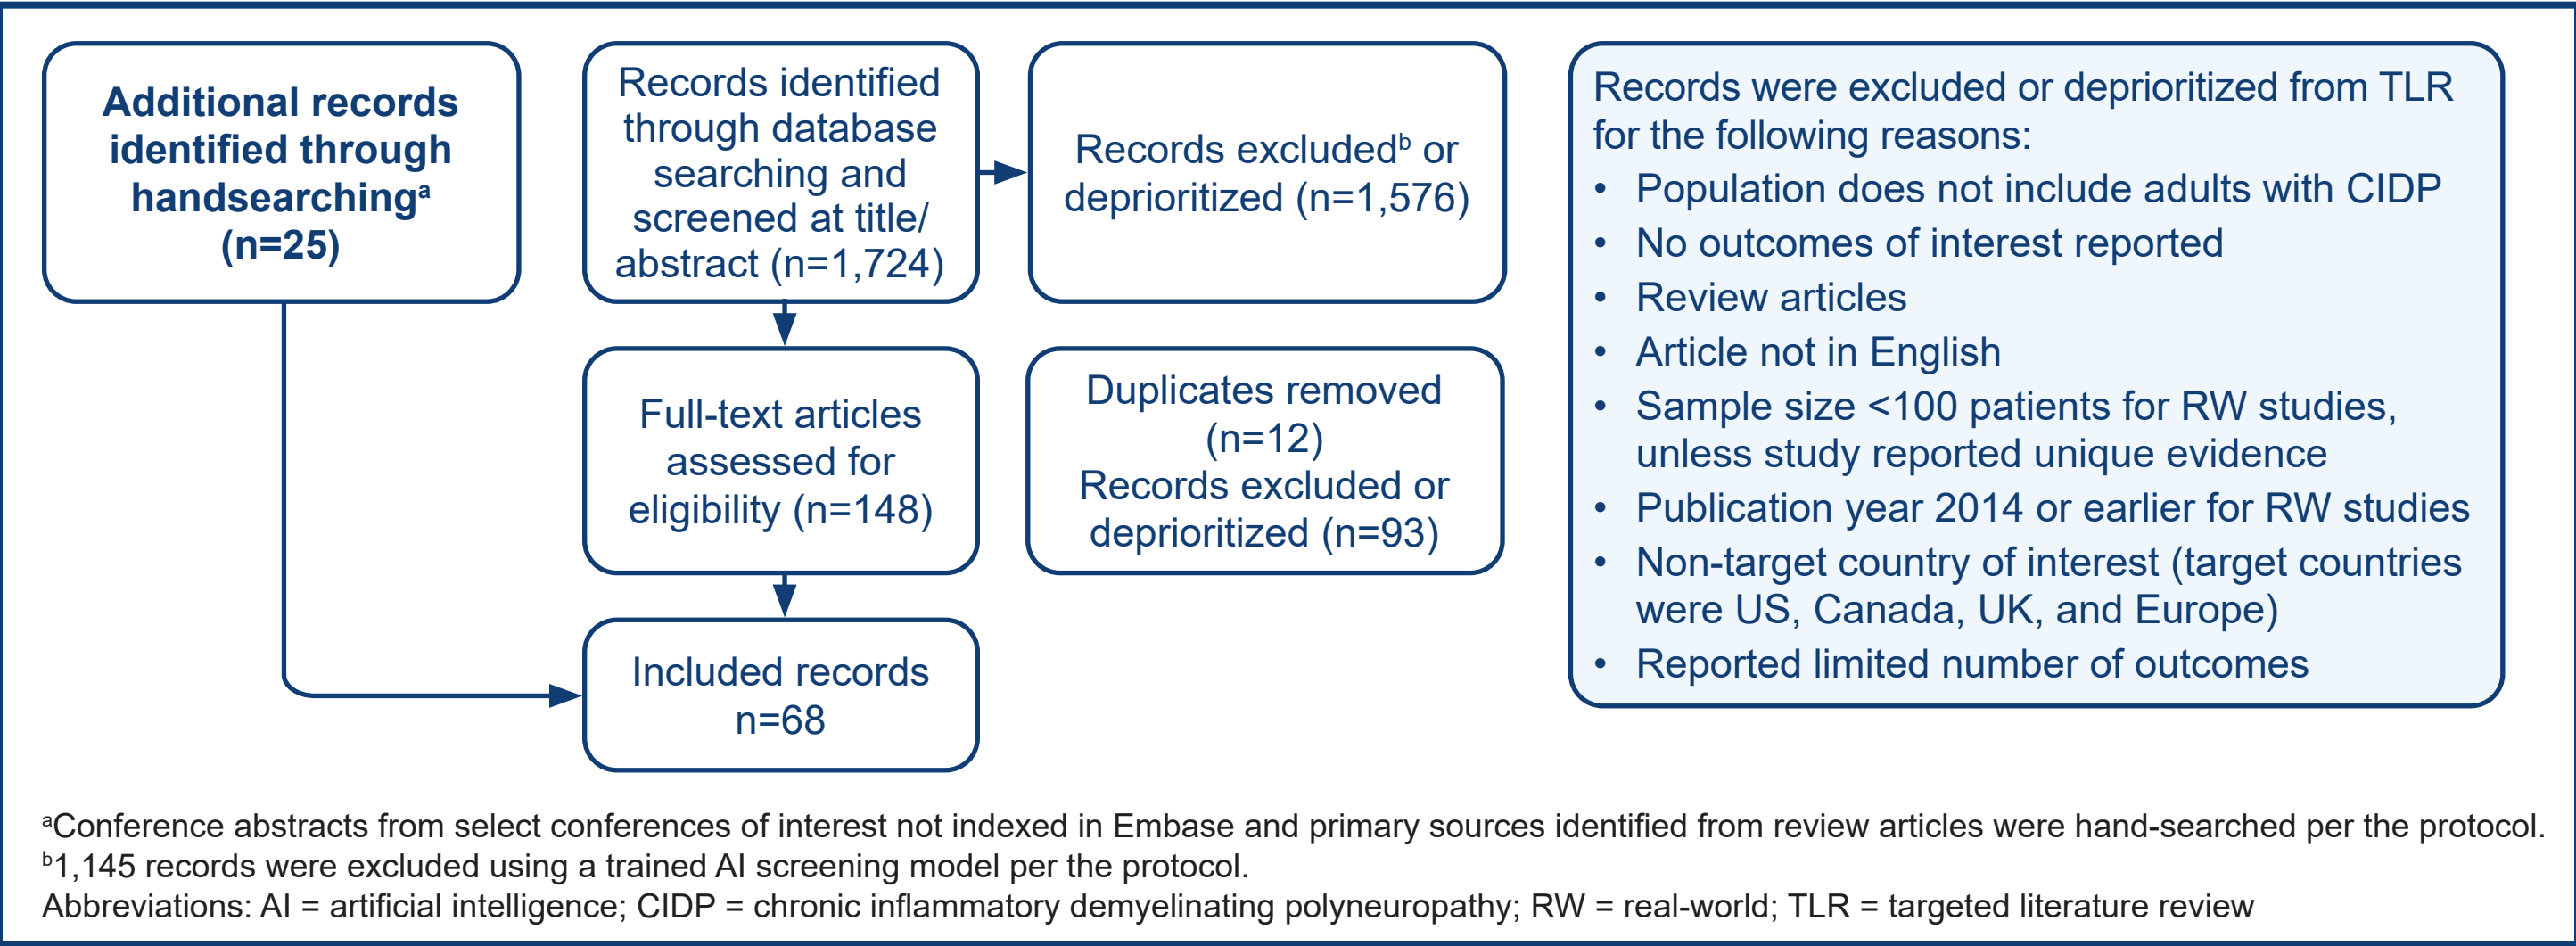 Additional records
identified through
handsearchingᵃ
(n=25)
Records identified
through database
searching and
screened at title/
abstract (n=1,724)
Records excludedᵇ or
deprioritized (n=1,576)
Full-text articles
assessed for
eligibility (n=148)
Duplicates removed
(n=12)
Records excluded or
deprioritized (n=93)
Included records
n=68
Records were excluded or deprioritized from TLR
for the following reasons:
• Population does not include adults with CIDP
• No outcomes of interest reported
• Review articles
• Article not in English
• Sample size <100 patients for RW studies,
unless study reported unique evidence
• Publication year 2014 or earlier for RW studies
• Non-target country of interest (target countries
were US, Canada, UK, and Europe)
• Reported limited number of outcomes
ᵃConference abstracts from select conferences of interest not indexed in Embase and primary sources identified from review articles were hand-searched per the protocol.
ᵇ1,145 records were excluded using a trained AI screening model per the protocol.
Abbreviations: AI = artificial intelligence; CIDP = chronic inflammatory demyelinating polyneuropathy; RW = real-world; TLR = targeted literature review